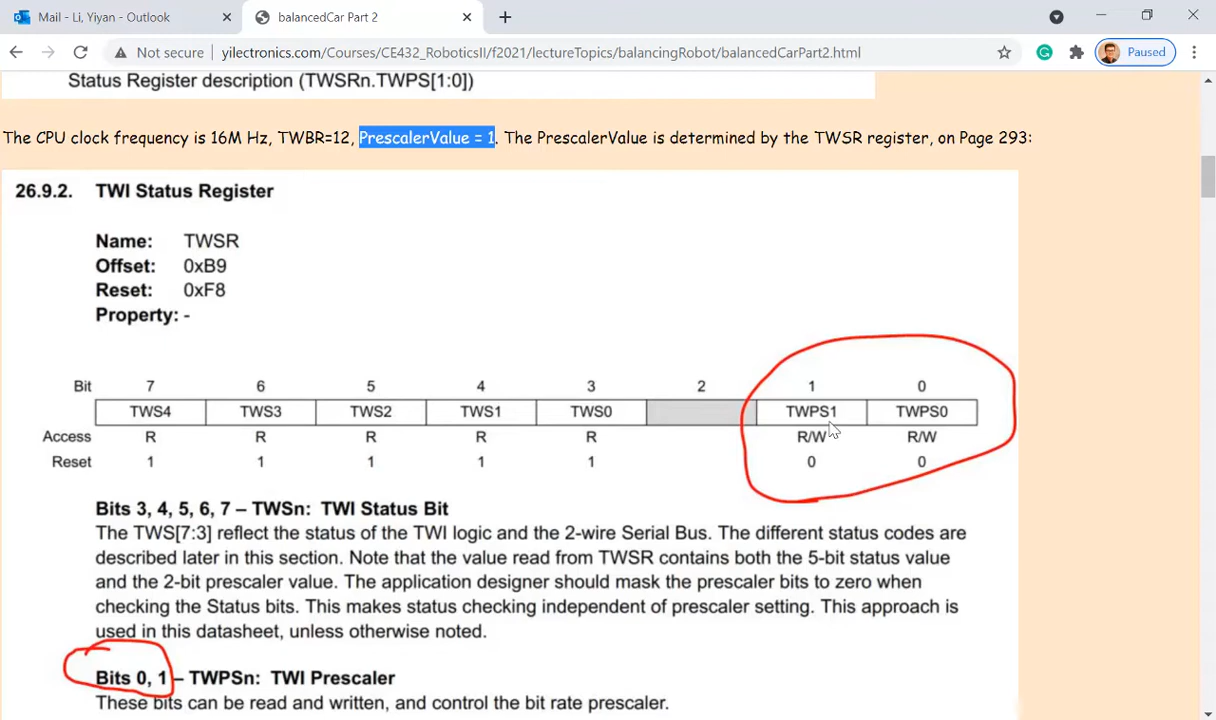 Mail - Li, Yiyan - Outlook
balancedCar Part 2
Not secure
yilectronics.com/Courses/CE432_RoboticsII/f2021/lectureTopics/balancingRobot/balancedCarPart2.html
Paused
Status Register description (TWSRn.TWPS[1:0])
The CPU clock frequency is 16M Hz, TWBR=12, PrescalerValue = 1. The PrescalerValue is determined by the TWSR register, on Page 293:
26.9.2. TWI Status Register
Name: TWSR
Offset: 0xB9
Reset: 0xF8
Property: -
Bit 7 6 5 4 3 2 1 0
TWS4 TWS3 TWS2 TWS1 TWS0 TWPS1 TWPS0
Access R R R R R R/W R/W
Reset 1 1 1 1 1 0 0
Bits 3, 4, 5, 6, 7 – TWSn: TWI Status Bit
The TWS[7:3] reflect the status of the TWI logic and the 2-wire Serial Bus. The different status codes are
described later in this section. Note that the value read from TWSR contains both the 5-bit status value
and the 2-bit prescaler value. The application designer should mask the prescaler bits to zero when
checking the Status bits. This makes status checking independent of prescaler setting. This approach is
used in this datasheet, unless otherwise noted.
Bits 0, 1 – TWPSn: TWI Prescaler
These bits can be read and written, and control the bit rate prescaler.